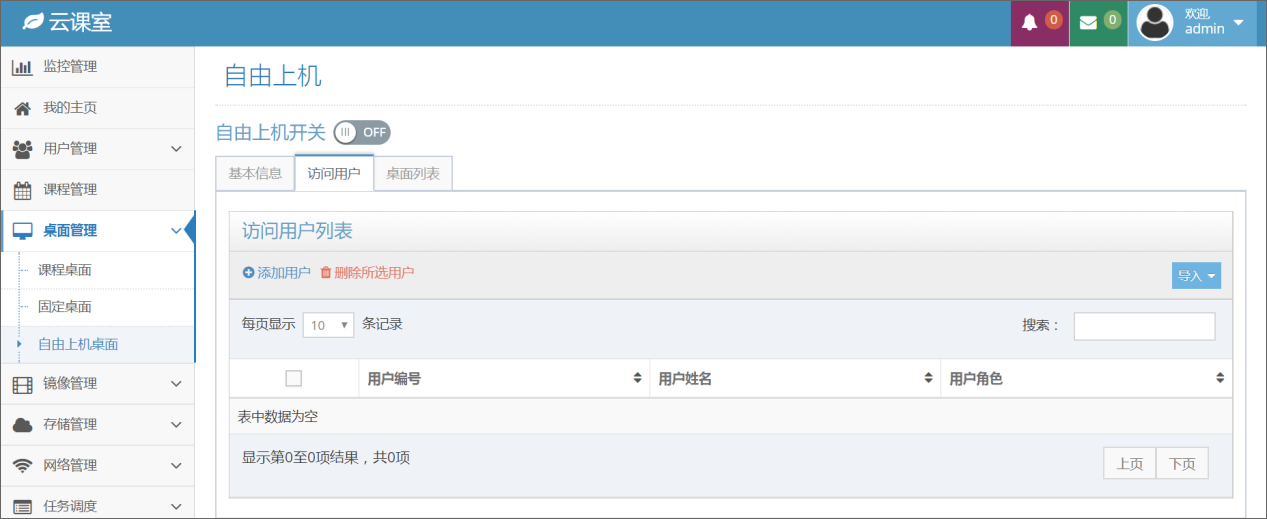 云课室
0
0
欢迎,
admin
监控管理
我的主页
用户管理
课程管理
桌面管理
课程桌面
固定桌面
自由上机桌面
镜像管理
存储管理
网络管理
任务调度
自由上机
自由上机开关 OFF
基本信息 访问用户 桌面列表
访问用户列表
添加用户 删除所选用户 导入
每页显示 10 条记录 搜索：
用户编号 用户姓名 用户角色
表中数据为空
显示第0至0项结果，共0项
上页 下页